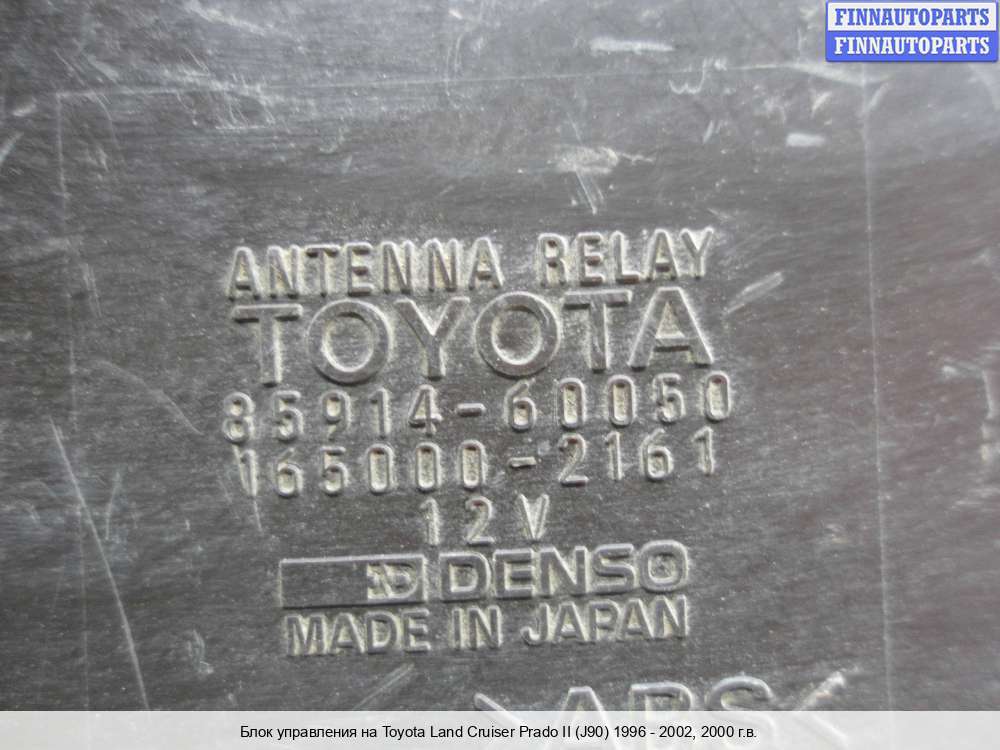 FINNAUTOPARTS
FINNAUTOPARTS
ANTENNA RELAY
TOYOTA
85914-60050
165000-2161
12V
DENSO
MADE IN JAPAN
>ABS<
Блок управления на Toyota Land Cruiser Prado II (J90) 1996 - 2002, 2000 г.в.